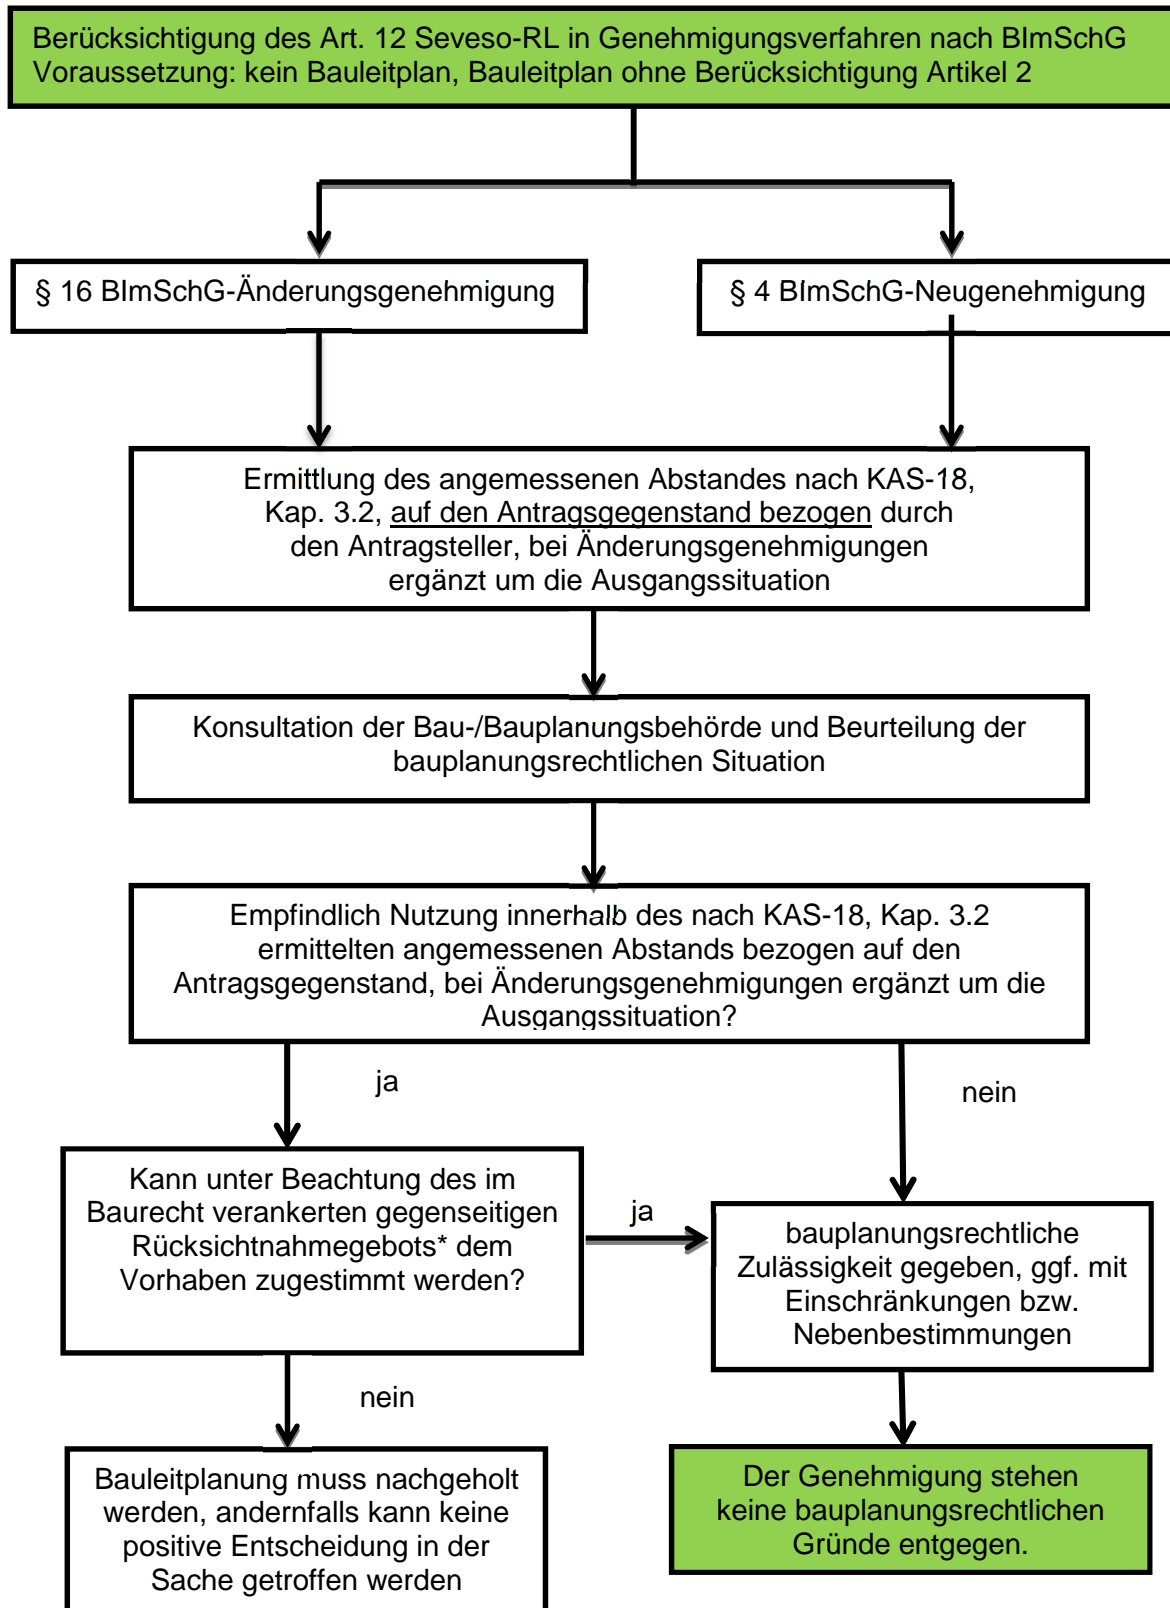 Berücksichtigung des Art. 12 Seveso-RL in Genehmigungsverfahren nach BImSchG
Voraussetzung: kein Bauleitplan, Bauleitplan ohne Berücksichtigung Artikel 2
§ 16 BImSchG-Änderungsgenehmigung
§ 4 BImSchG-Neugenehmigung
Ermittlung des angemessenen Abstandes nach KAS-18,
Kap. 3.2, auf den Antragsgegenstand bezogen durch
den Antragsteller, bei Änderungsgenehmigungen
ergänzt um die Ausgangssituation
Konsultation der Bau-/Bauplanungsbehörde und Beurteilung der
bauplanungsrechtlichen Situation
Empfindlich Nutzung innerhalb des nach KAS-18, Kap. 3.2
ermittelten angemessenen Abstands bezogen auf den
Antragsgegenstand, bei Änderungsgenehmigungen ergänzt um die
Ausgangssituation?
ja
nein
Kann unter Beachtung des im
Baurecht verankerten gegenseitigen
Rücksichtnahmegebots* dem
Vorhaben zugestimmt werden?
ja
bauplanungsrechtliche
Zulässigkeit gegeben, ggf. mit
Einschränkungen bzw.
Nebenbestimmungen
nein
Bauleitplanung muss nachgeholt
werden, andernfalls kann keine
positive Entscheidung in der
Sache getroffen werden
Der Genehmigung stehen
keine bauplanungsrechtlichen
Gründe entgegen.